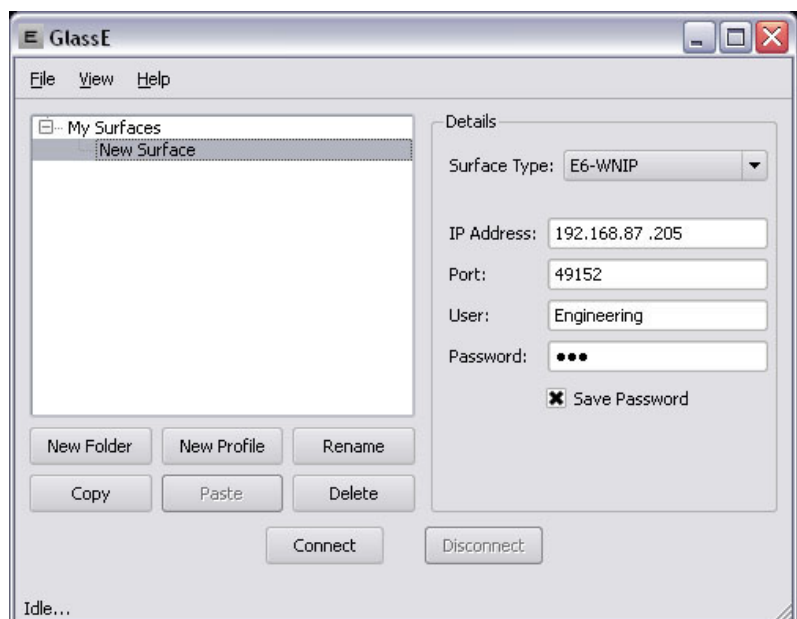 E GlassE
File View Help
My Surfaces
New Surface
Details
Surface Type: E6-WNIP
IP Address: 192.168.87 .205
Port: 49152
User: Engineering
Password: ●●●
Save Password
New Folder New Profile Rename
Copy Paste Delete
Connect Disconnect
Idle...